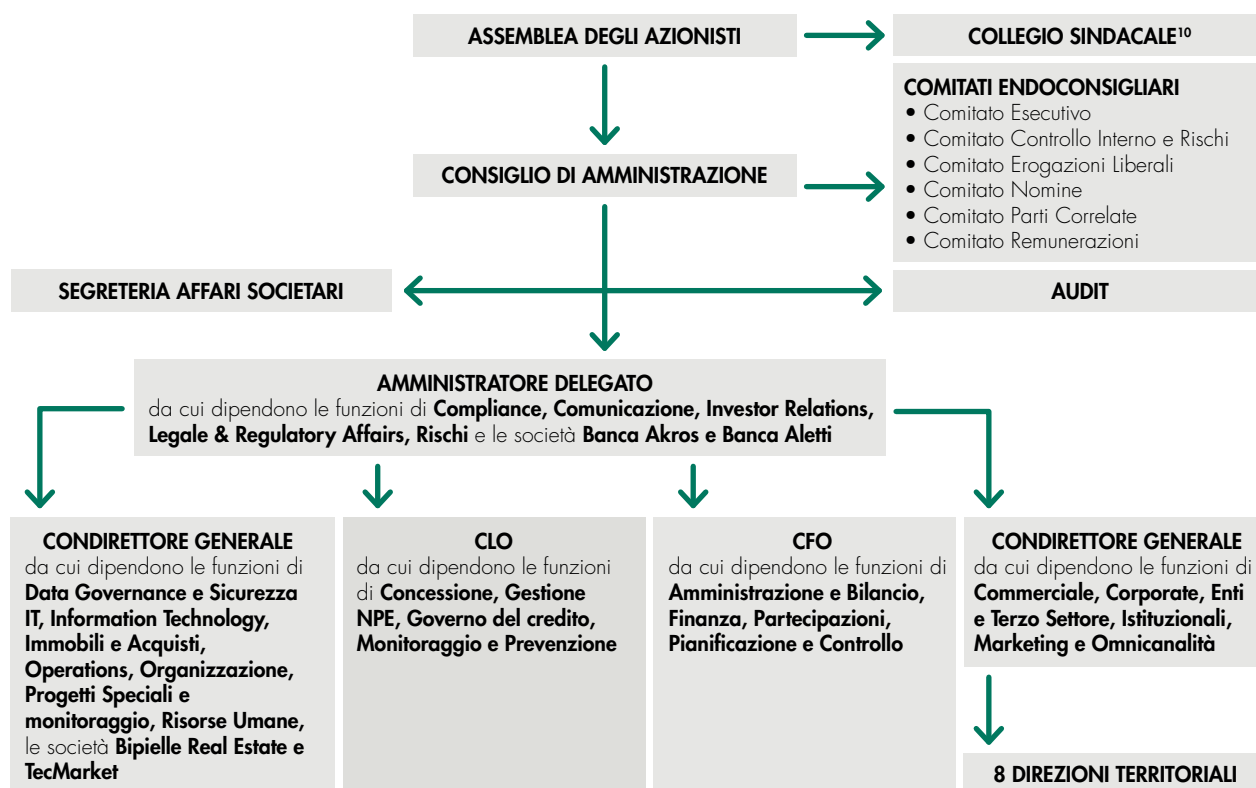 ASSEMBLEA DEGLI AZIONISTI
COLLEGIO SINDACALE¹⁰
COMITATI ENDOCONSIGLIARI
• Comitato Esecutivo
• Comitato Controllo Interno e Rischi
• Comitato Erogazioni Liberali
• Comitato Nomine
• Comitato Parti Correlate
• Comitato Remunerazioni
CONSIGLIO DI AMMINISTRAZIONE
SEGRETERIA AFFARI SOCIETARI
AUDIT
AMMINISTRATORE DELEGATO
da cui dipendono le funzioni di Compliance, Comunicazione, Investor Relations,
Legale & Regulatory Affairs, Rischi e le società Banca Akros e Banca Aletti
CONDIRETTORE GENERALE
da cui dipendono le funzioni di
Data Governance e Sicurezza
IT, Information Technology,
Immobili e Acquisti,
Operations, Organizzazione,
Progetti Speciali e
monitoraggio, Risorse Umane,
le società Bipielle Real Estate e
TecMarket
CLO
da cui dipendono le funzioni
di Concessione, Gestione
NPE, Governo del credito,
Monitoraggio e Prevenzione
CFO
da cui dipendono le funzioni di
Amministrazione e Bilancio,
Finanza, Partecipazioni,
Pianificazione e Controllo
CONDIRETTORE GENERALE
da cui dipendono le funzioni di
Commerciale, Corporate, Enti
e Terzo Settore, Istituzionali,
Marketing e Omnicanalità
8 DIREZIONI TERRITORIALI